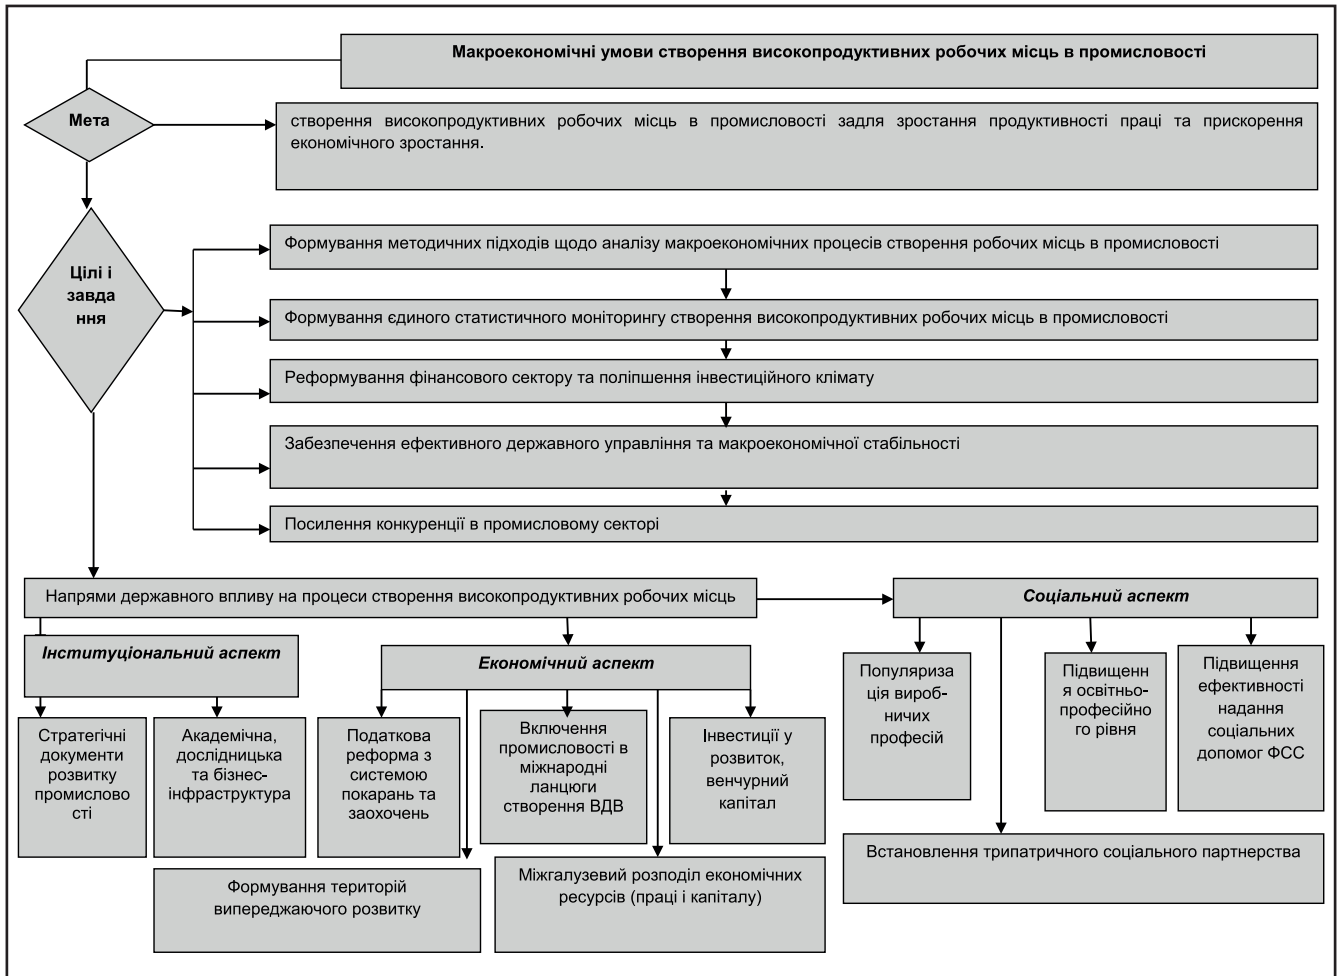 Макроекономічні умови створення високопродуктивних робочих місць в промисловості
Мета
створення високопродуктивних робочих місць в промисловості задля зростання продуктивності праці та прискорення
економічного зростання.
Цілі і
завда
ння
Формування методичних підходів щодо аналізу макроекономічних процесів створення робочих місць в промисловості
Формування єдиного статистичного моніторингу створення високопродуктивних робочих місць в промисловості
Реформування фінансового сектору та поліпшення інвестиційного клімату
Забезпечення ефективного державного управління та макроекономічної стабільності
Посилення конкуренції в промисловому секторі
Напрями державного впливу на процеси створення високопродуктивних робочих місць
Соціальний аспект
Інституціональний аспект
Економічний аспект
Стратегічні
документи
розвитку
промислово
сті
Академічна,
дослідницька
та бізнес-
інфраструктура
Податкова
реформа з
системою
покарань та
заохочень
Включення
промисловості в
міжнародні
ланцюги
створення ВДВ
Інвестиції у
розвиток,
венчурний
капітал
Популяриза
ція вироб-
ничих
професій
Підвищенн
я освітньо-
професійно
го рівня
Підвищення
ефективності
надання
соціальних
допомог ФСС
Формування територій
випереджаючого розвитку
Міжгалузевий розподіл економічних
ресурсів (праці і капіталу)
Встановлення трипатричного соціального партнерства